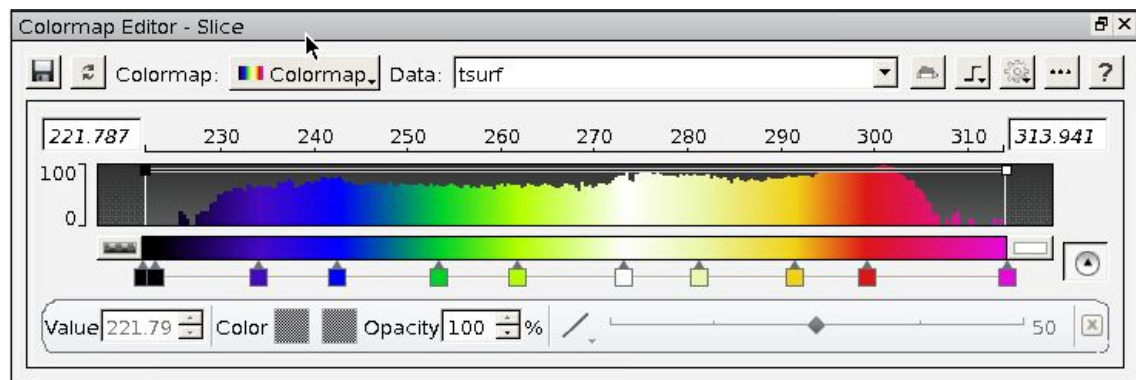 Colormap Editor - Slice
Colormap: Colormap Data: tsurf ?
221.787 230 240 250 260 270 280 290 300 310 313.941
100
0
Value 221.79 Color Opacity 100 % 50